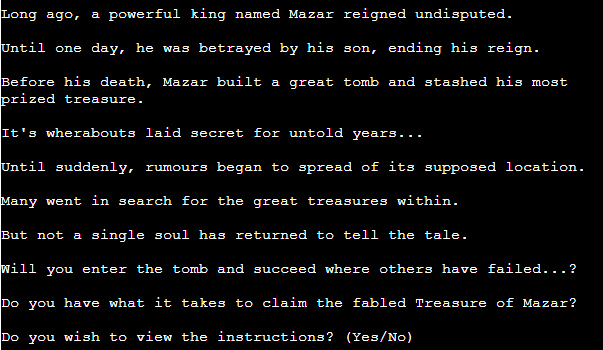 Long ago, a powerful king named Mazar reigned undisputed.
Until one day, he was betrayed by his son, ending his reign.
Before his death, Mazar built a great tomb and stashed his most
prized treasure.
It's wherabouts laid secret for untold years...
Until suddenly, rumours began to spread of its supposed location.
Many went in search for the great treasures within.
But not a single soul has returned to tell the tale.
Will you enter the tomb and succeed where others have failed...?
Do you have what it takes to claim the fabled Treasure of Mazar?
Do you wish to view the instructions? (Yes/No)